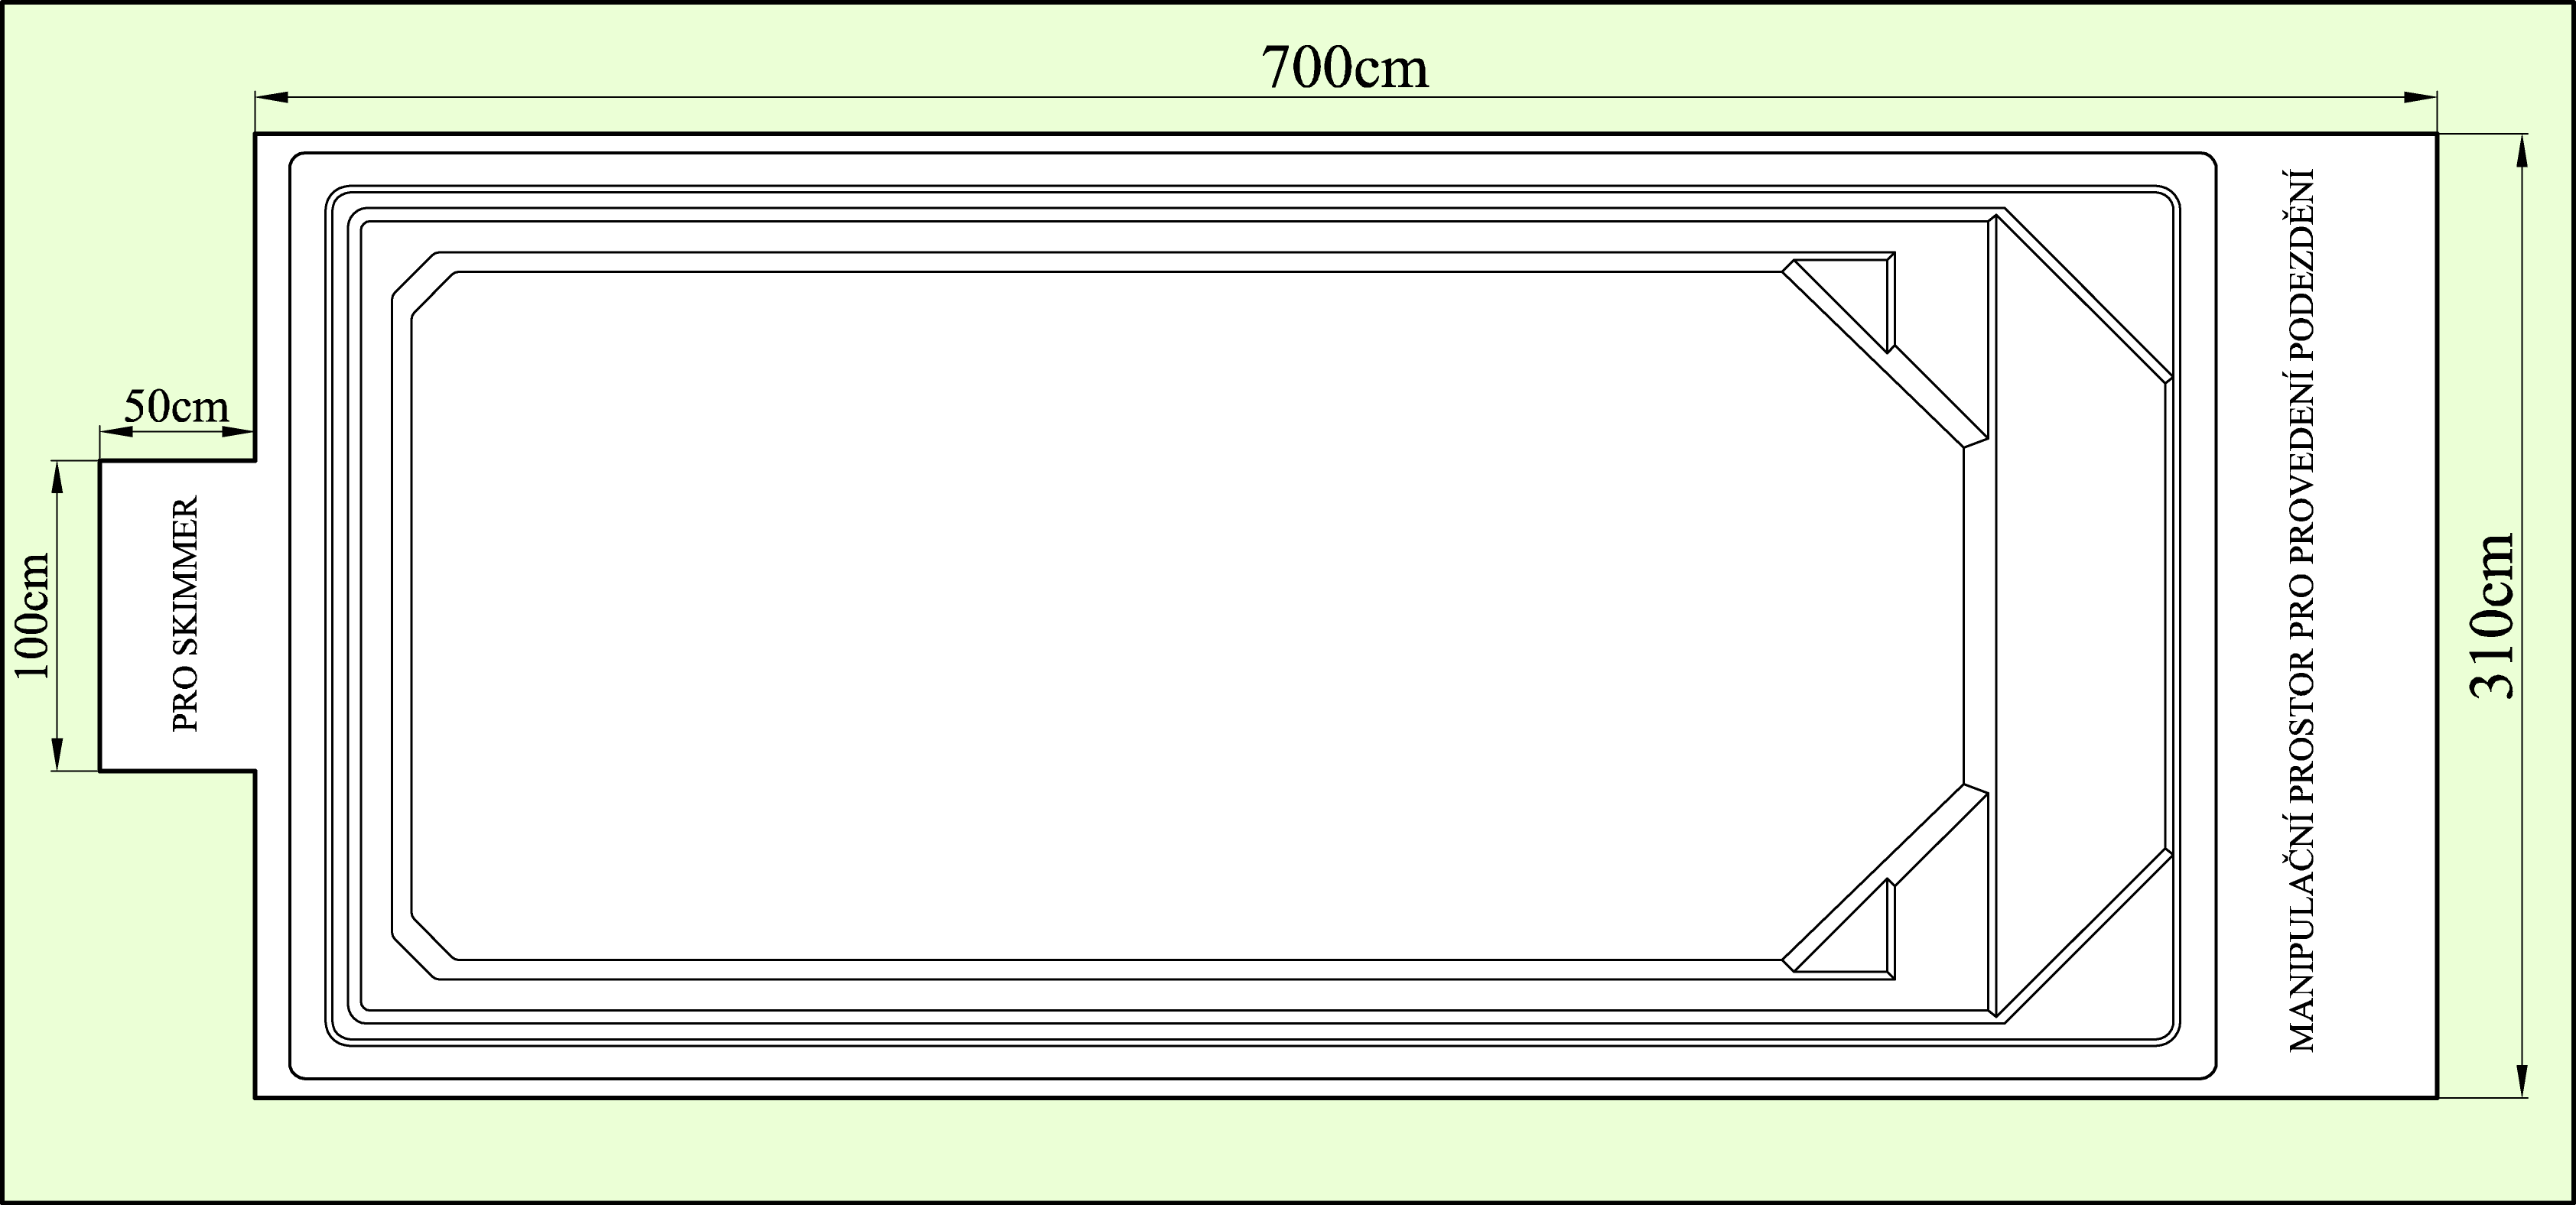 700cm
50cm
100cm
PRO SKIMMER
MANIPULAČNÍ PROSTOR PRO PROVEDENÍ PODEZDĚNÍ
310cm